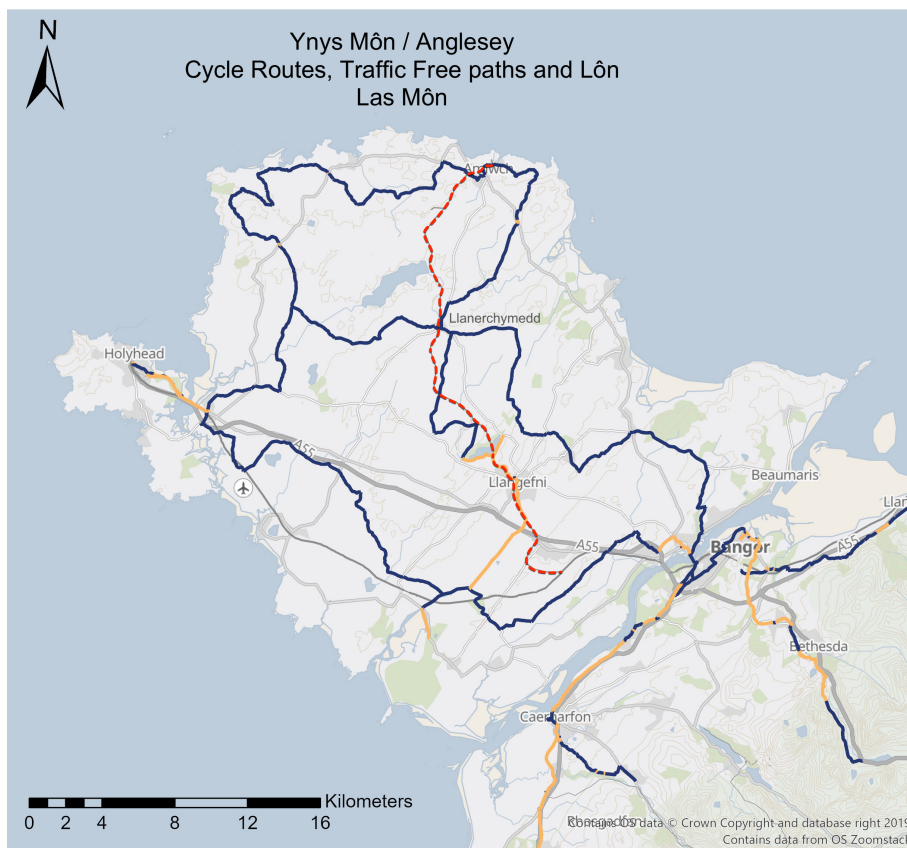 N
Ynys Môn / Anglesey
Cycle Routes, Traffic Free paths and Lôn
Las Môn
Amlwch
Llanerchymedd
Holyhead
A55
Llangefni
Beaumaris
A55
Bangor
A55
Bethesda
Caernarfon
Kilometers
0 2 4 8 12 16
Contains OS data © Crown Copyright and database right 2019
Contains data from OS Zoomstack